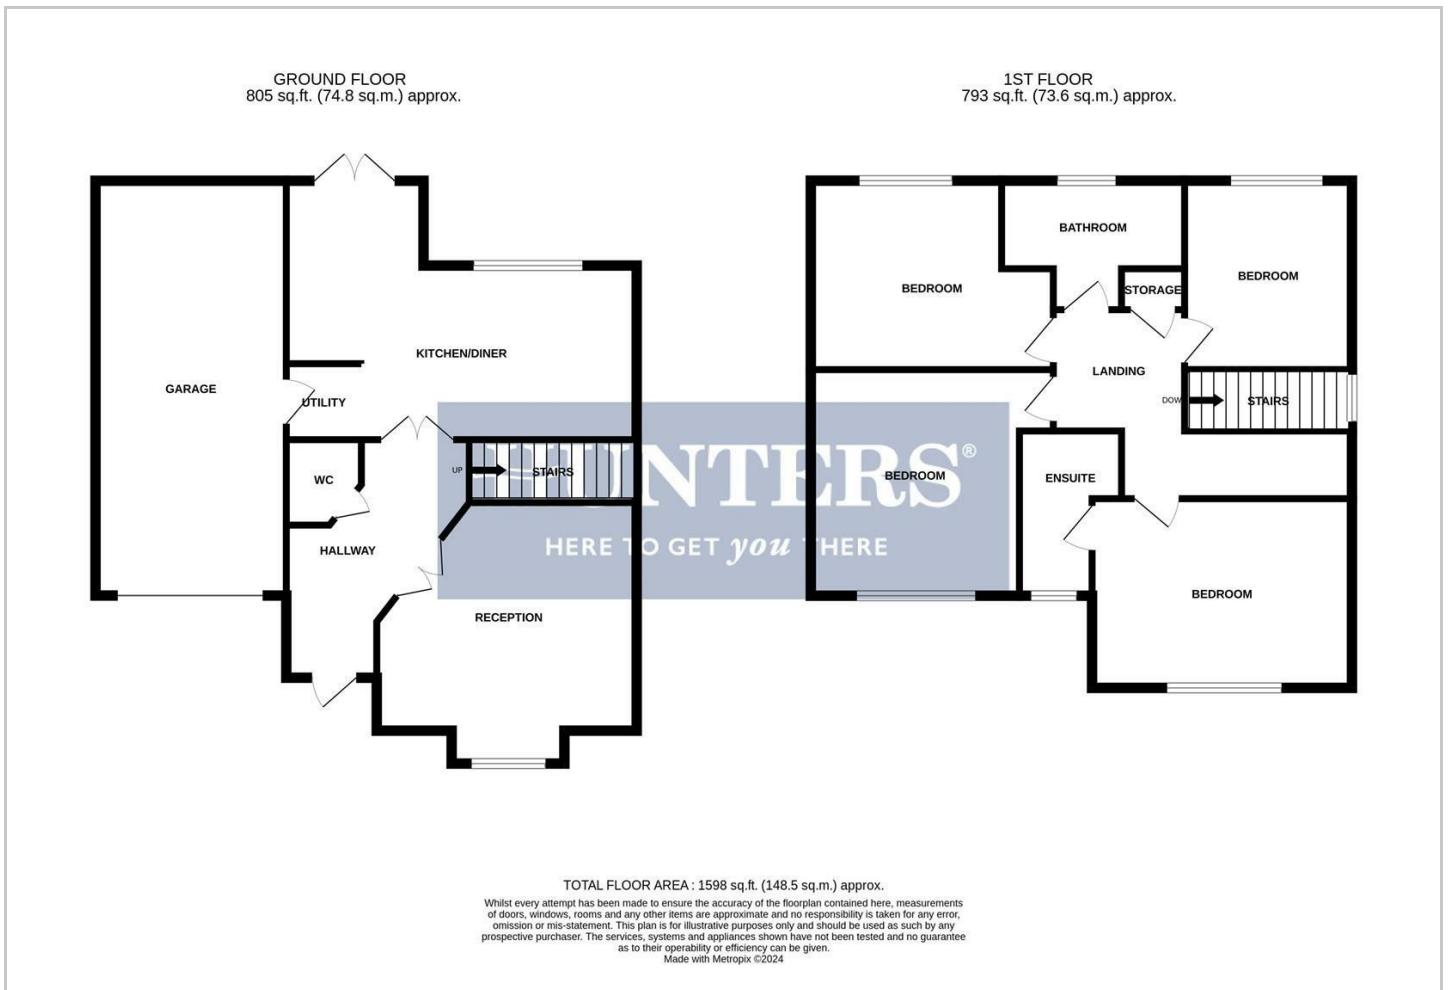 GROUND FLOOR
805 sq.ft. (74.8 sq.m.) approx.
1ST FLOOR
793 sq.ft. (73.6 sq.m.) approx.
GARAGE
KITCHEN/DINER
UTILITY
WC
UP
STAIRS
HALLWAY
RECEPTION
BEDROOM
BATHROOM
STORAGE
BEDROOM
LANDING
DOW
STAIRS
BEDROOM
ENSUITE
BEDROOM
HUNTERS®
HERE TO GET you THERE
TOTAL FLOOR AREA : 1598 sq.ft. (148.5 sq.m.) approx.
Whilst every attempt has been made to ensure the accuracy of the floorplan contained here, measurements
of doors, windows, rooms and any other items are approximate and no responsibility is taken for any error,
omission or mis-statement. This plan is for illustrative purposes only and should be used as such by any
prospective purchaser. The services, systems and appliances shown have not been tested and no guarantee
as to their operability or efficiency can be given.
Made with Metropix ©2024